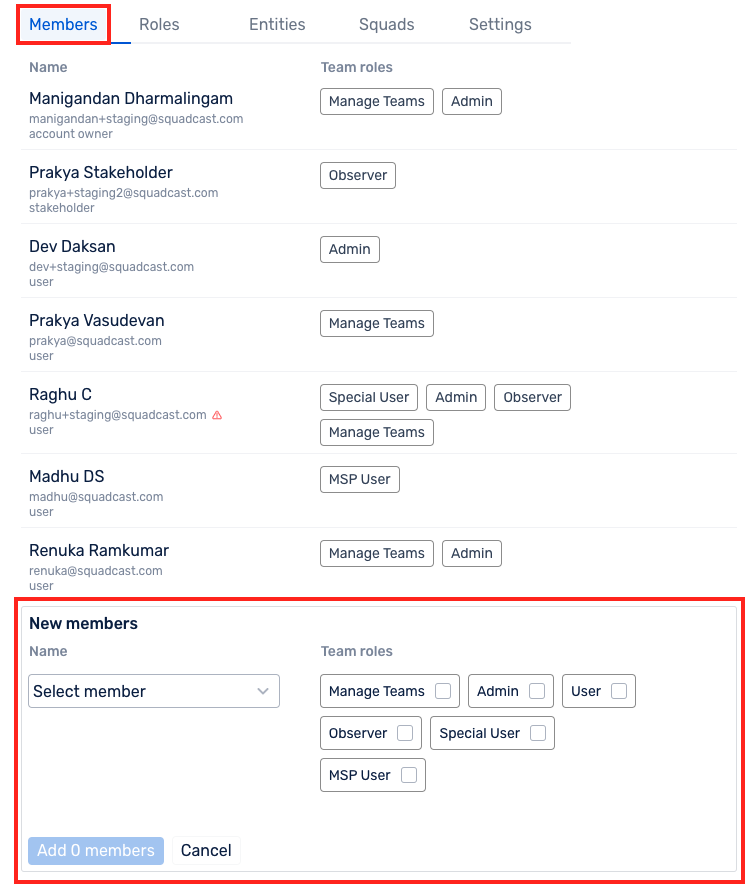 Members Roles Entities Squads Settings
Name Team roles
Manigandan Dharmalingam Manage Teams Admin
manigandan+staging@squadcast.com
account owner
Prakya Stakeholder Observer
prakya+staging2@squadcast.com
stakeholder
Dev Daksan Admin
dev+staging@squadcast.com
user
Prakya Vasudevan Manage Teams
prakya@squadcast.com
user
Raghu C Special User Admin Observer
raghu+staging@squadcast.com
user Manage Teams
Madhu DS MSP User
madhu@squadcast.com
user
Renuka Ramkumar Manage Teams Admin
renuka@squadcast.com
user
New members
Name Team roles
Select member Manage Teams Admin User
Observer Special User
MSP User
Add 0 members Cancel